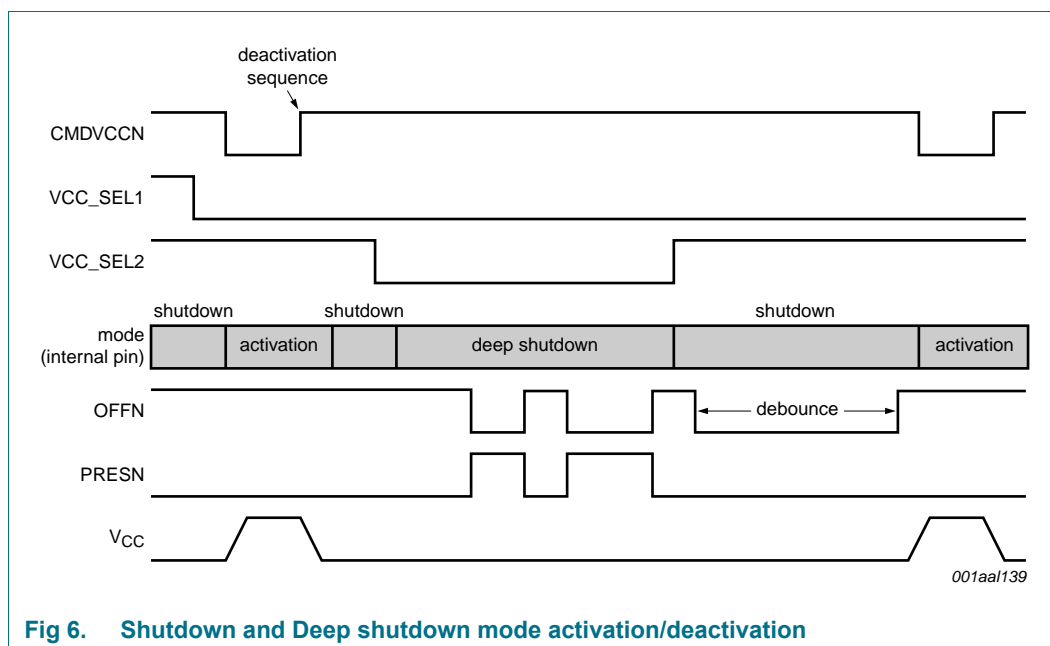 deactivation
sequence
CMDVCCN
VCC_SEL1
VCC_SEL2
shutdown
shutdown
shutdown
mode
(internal pin)
activation
deep shutdown
activation
OFFN
debounce
PRESN
VCC
001aal139
Fig 6. Shutdown and Deep shutdown mode activation/deactivation